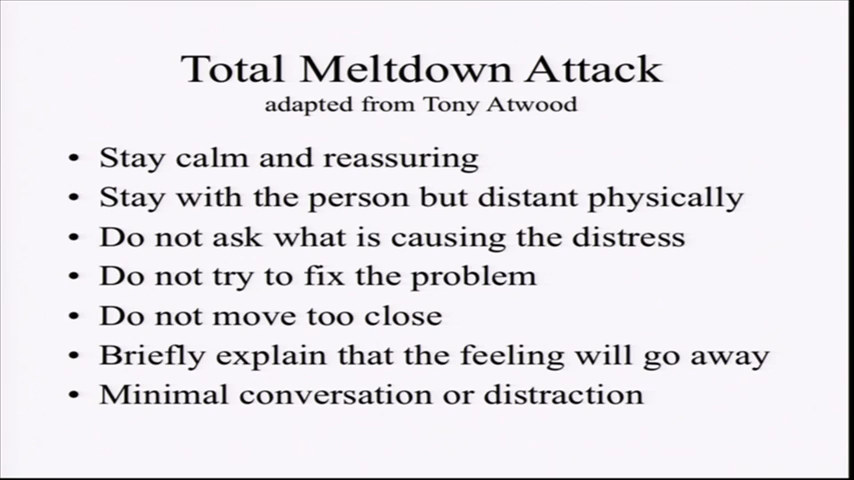 Total Meltdown Attack
adapted from Tony Atwood
• Stay calm and reassuring
• Stay with the person but distant physically
• Do not ask what is causing the distress
• Do not try to fix the problem
• Do not move too close
• Briefly explain that the feeling will go away
• Minimal conversation or distraction